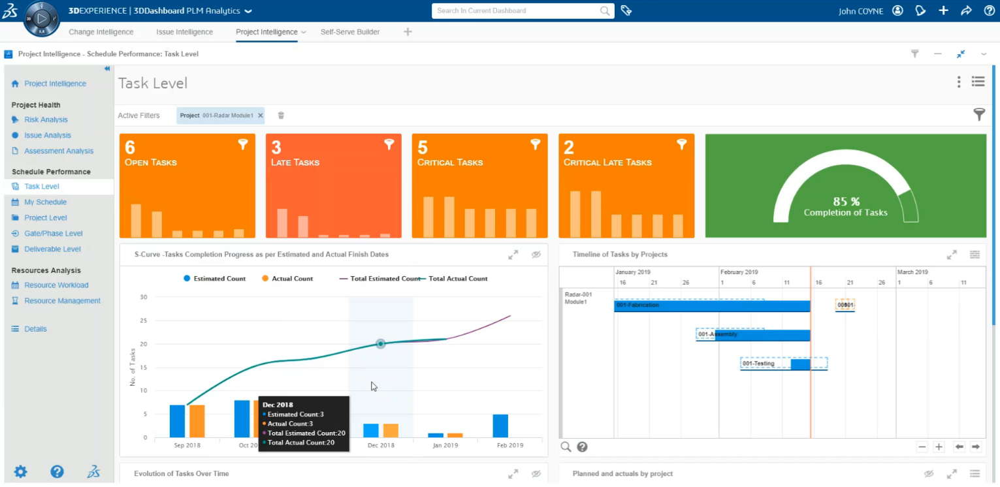 3DEXPERIENCE | 3DDashboard PLM Analytics
Search In Current Dashboard
John COYNE
3D
V.R
Change Intelligence
Issue Intelligence
Project Intelligence
Self-Serve Builder
Project Intelligence - Schedule Performance: Task Level
Project Intelligence
Project Health
Risk Analysis
Issue Analysis
Assessment Analysis
Schedule Performance
Task Level
My Schedule
Project Level
Gate/Phase Level
Deliverable Level
Resources Analysis
Resource Workload
Resource Management
Details
Task Level
Active Filters
Project 001-Radar Module1
6
OPEN TASKS
3
LATE TASKS
5
CRITICAL TASKS
2
CRITICAL LATE TASKS
85 %
Completion of Tasks
S-Curve -Tasks Completion Progress as per Estimated and Actual Finish Dates
Estimated Count
Actual Count
Total Estimated Count
Total Actual Count
No. of Tasks
30
25
20
15
10
5
0
Sep 2018
Oct 20
Dec 2018
Jan 2019
Feb 2019
Dec 2018
Estimated Count:3
Actual Count:3
Total Estimated Count:20
Total Actual Count:20
Timeline of Tasks by Projects
January 2019
February 2019
March 2019
16 21 26 1 6 11 16 21 26 1 6 11
Radar-001
Module1
001-Fabrication
001-Assembly
001-Testing
Evolution of Tasks Over Time
Planned and actuals by project